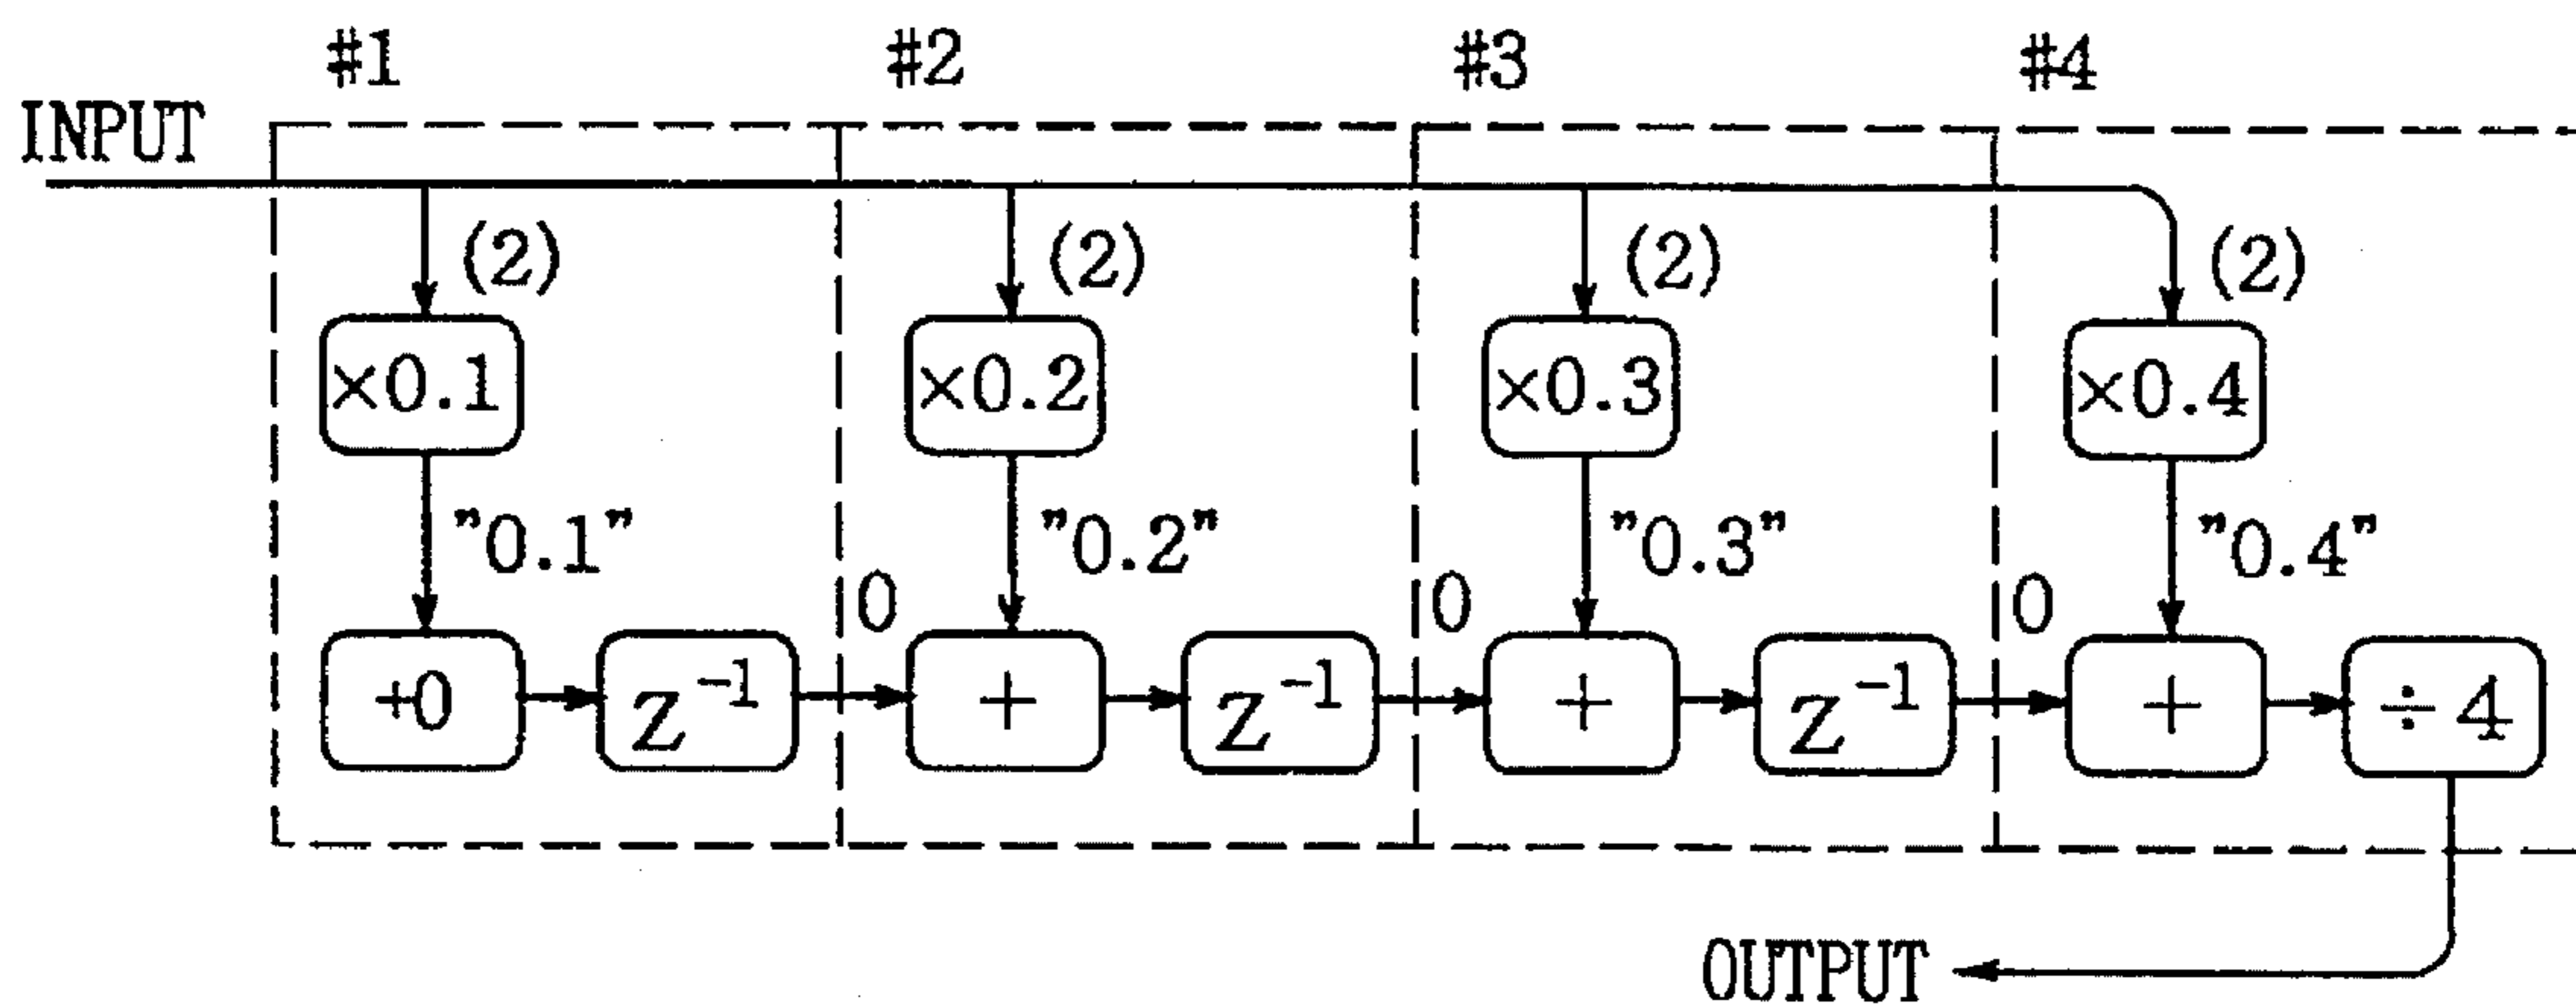 #1 #2 #3 #4
INPUT
(2) (2) (2) (2)
×0.1 ×0.2 ×0.3 ×0.4
"0.1" "0.2" "0.3" "0.4"
0 0 0
+0 Z⁻¹ + Z⁻¹ + Z⁻¹ + ÷4
OUTPUT